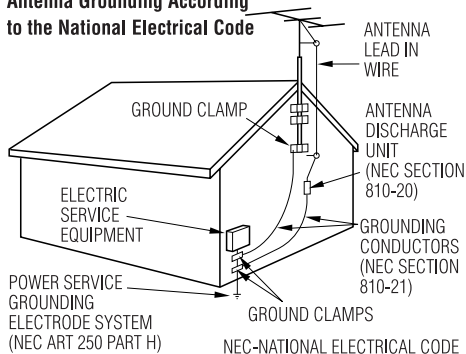 Antenna Grounding According
to the National Electrical Code
ANTENNA
LEAD IN
WIRE
GROUND CLAMP
ANTENNA
DISCHARGE
UNIT
(NEC SECTION
810-20)
ELECTRIC
SERVICE
EQUIPMENT
GROUNDING
CONDUCTORS
(NEC SECTION
810-21)
POWER SERVICE
GROUNDING
ELECTRODE SYSTEM
(NEC ART 250 PART H)
GROUND CLAMPS
NEC-NATIONAL ELECTRICAL CODE